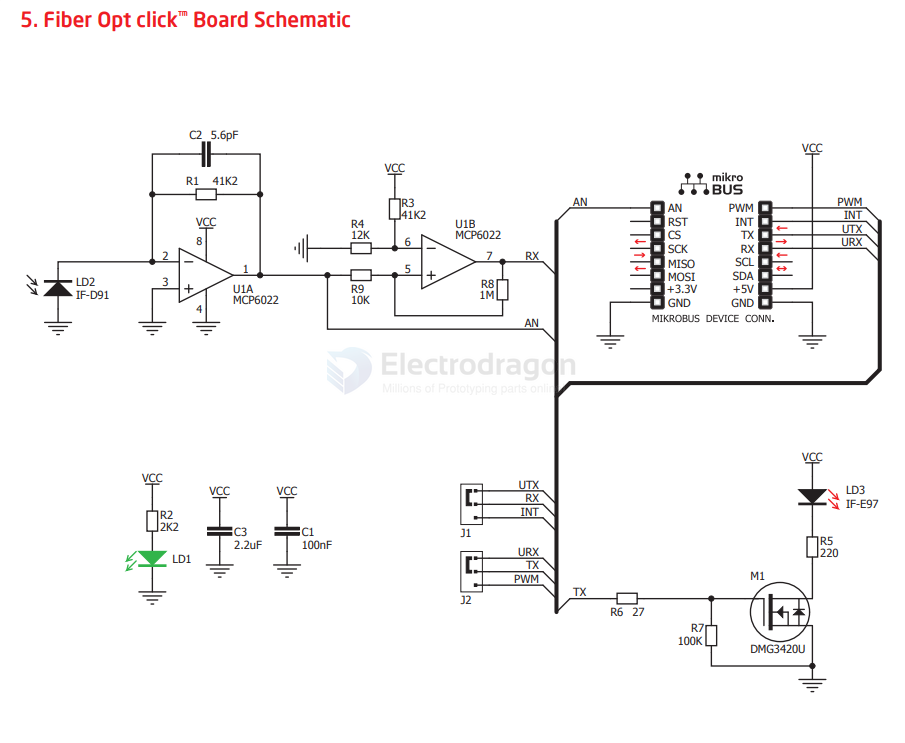 5. Fiber Opt click™ Board Schematic
C2 5.6pF
R1 41K2
VCC
8
2
3
1
4
U1A
MCP6022
LD2
IF-D91
VCC
R3
41K2
R4
12K
R9
10K
6
5
7
U1B
MCP6022
R8
1M
RX
AN
AN
mikro
BUS
AN
RST
CS
SCK
MISO
MOSI
+3.3V
GND
PWM
INT
TX
RX
SCL
SDA
+5V
GND
MIKROBUS DEVICE CONN.
VCC
PWM
INT
UTX
URX
Electrodragon
Millions of Prototyping parts online
VCC
R2
2K2
LD1
VCC
C3
2.2uF
VCC
C1
100nF
UTX
RX
INT
J1
URX
TX
PWM
J2
TX
R6 27
R7
100K
M1
DMG3420U
VCC
LD3
IF-E97
R5
220